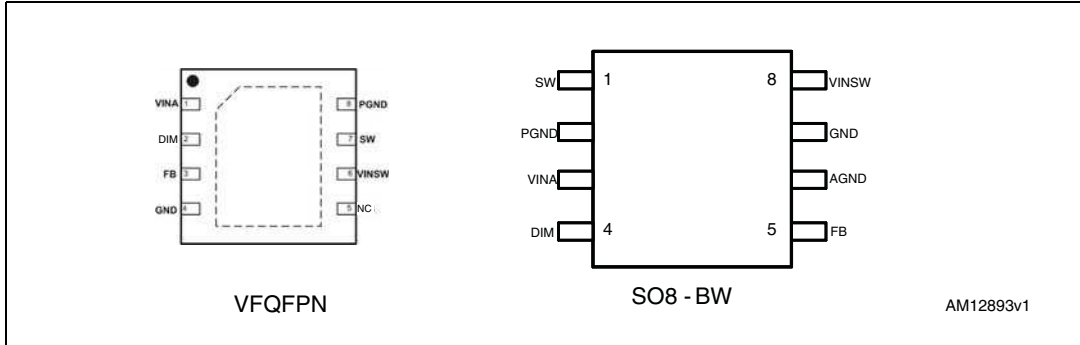 VINA 1 8 PGND
DIM 2 7 SW
FB 3 6 VINSW
GND 4 5 NC
VFQFPN
SW 1 8 VINSW
PGND GND
VINA AGND
DIM 4 5 FB
SO8 - BW
AM12893v1